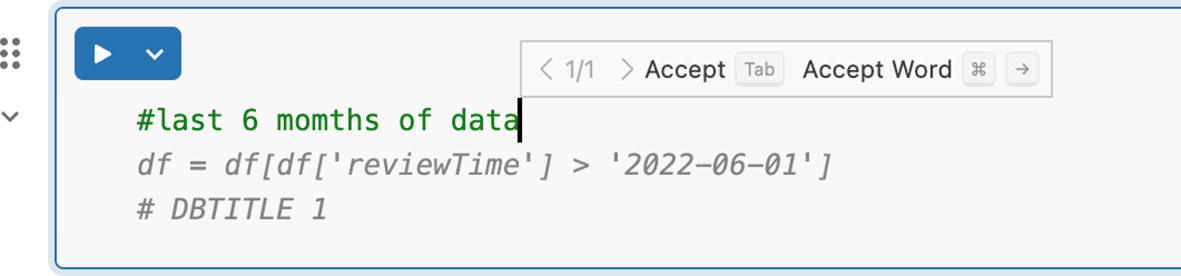 < 1/1 > Accept Tab Accept Word ⌘ →
#last 6 momths of data
df = df[df['reviewTime'] > '2022-06-01']
# DBTITLE 1